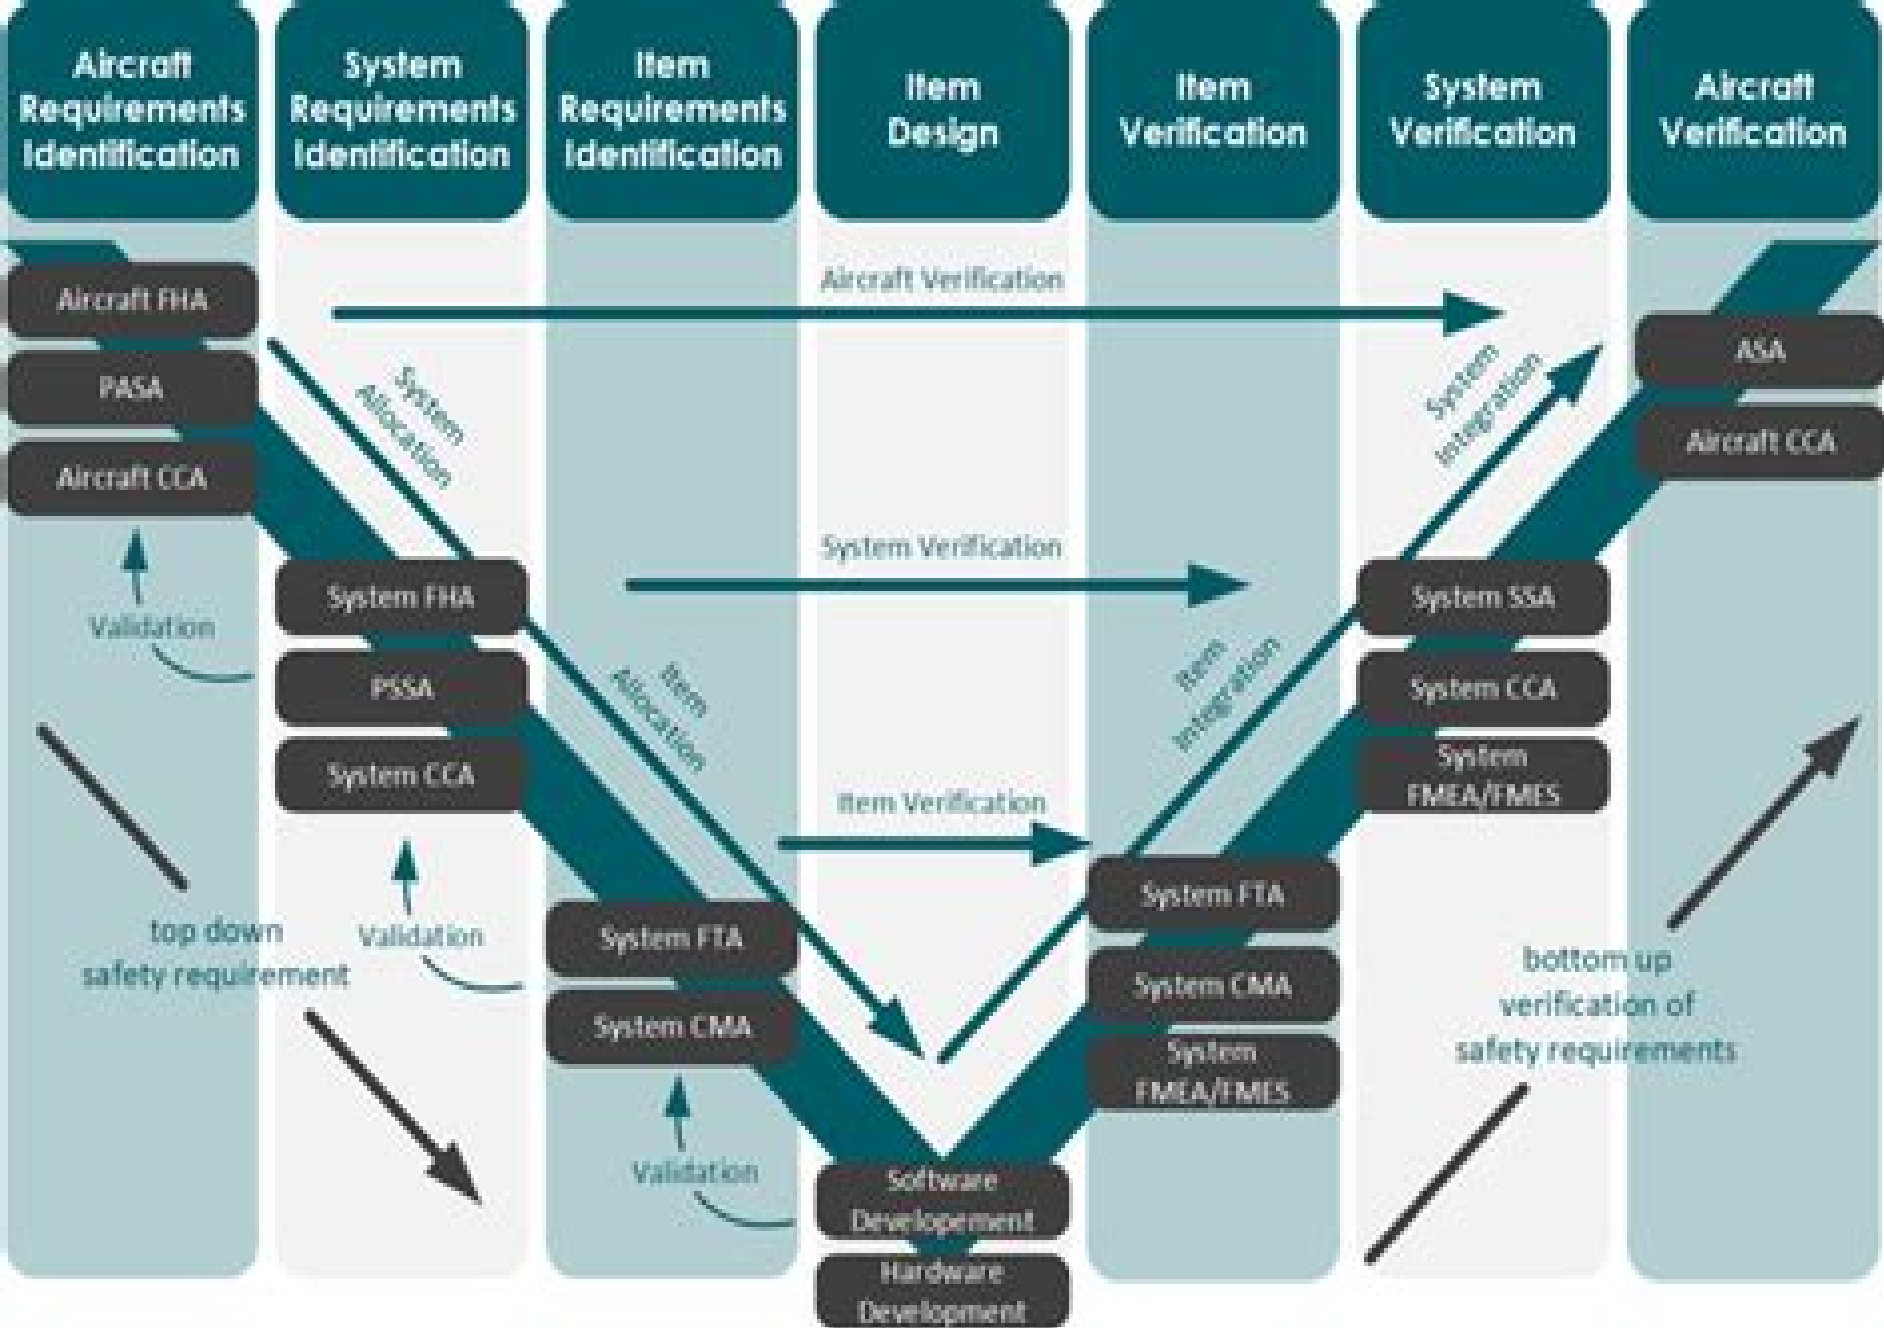 Aircraft
Requirements
Identification
System
Requirements
Identification
Item
Requirements
Identification
Item
Design
Item
Verification
System
Verification
Aircraft
Verification
Aircraft FHA
PASA
Aircraft CCA
Validation
top down
safety requirement
System
Allocation
System FHA
PSSA
System CCA
Validation
Item
Allocation
System FTA
System CMA
Validation
Aircraft Verification
System Verification
Item Verification
Software
Developement
Hardware
Development
Item
Integration
System FTA
System CMA
System
FMEA/FMES
System
Integration
System SSA
System CCA
System
FMEA/FMES
bottom up
verification of
safety requirements
ASA
Aircraft CCA